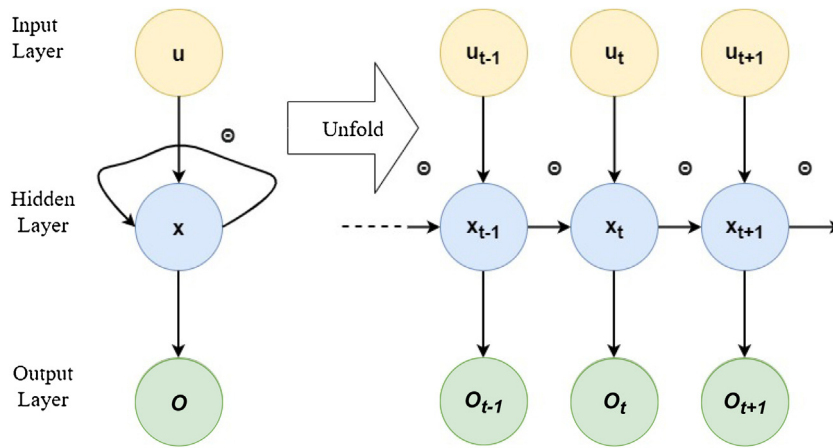 Input
Layer
u
u_{t-1}
u_t
u_{t+1}
Θ
Unfold
Θ
Θ
Θ
Θ
Hidden
Layer
x
x_{t-1}
x_t
x_{t+1}
Output
Layer
O
O_{t-1}
O_t
O_{t+1}